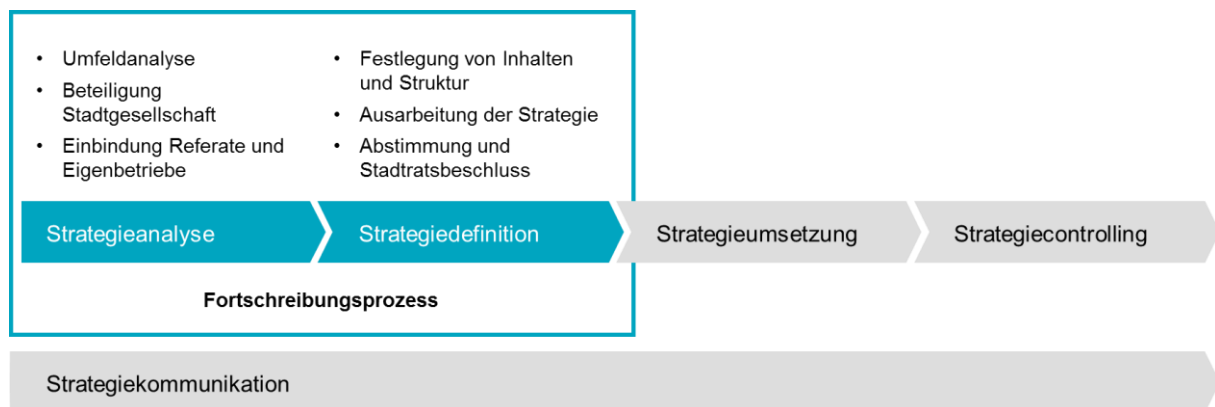 • Umfeldanalyse
• Beteiligung
Stadtgesellschaft
• Einbindung Referate und
Eigenbetriebe
• Festlegung von Inhalten
und Struktur
• Ausarbeitung der Strategie
• Abstimmung und
Stadtratsbeschluss
Strategieanalyse
Strategiedefinition
Strategieumsetzung
Strategiecontrolling
Fortschreibungsprozess
Strategiekommunikation